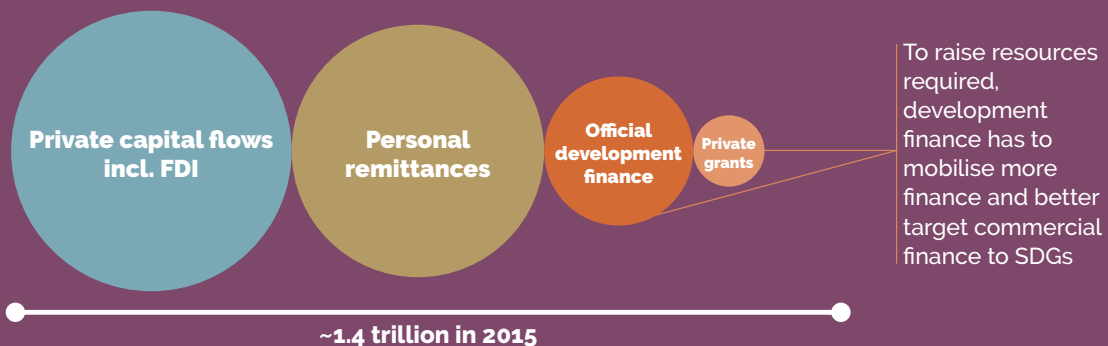 Private capital flows
incl. FDI
Personal
remittances
Official
development
finance
Private
grants
To raise resources
required,
development
finance has to
mobilise more
finance and better
target commercial
finance to SDGs
~1.4 trillion in 2015